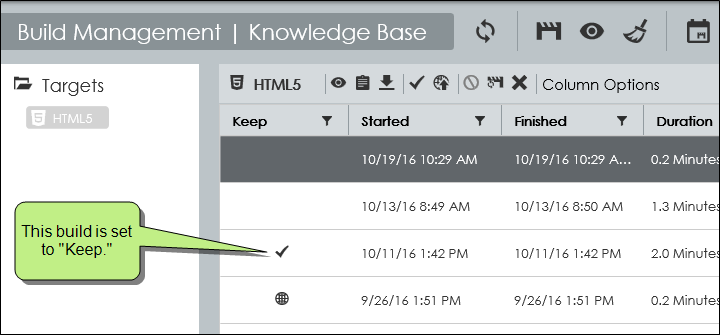 Build Management | Knowledge Base
Targets
HTML5
HTML5 Column Options
Keep Started Finished Duration
10/19/16 10:29 AM 10/19/16 10:29 A... 0.2 Minutes
10/13/16 8:49 AM 10/13/16 8:50 AM 1.3 Minutes
This build is set
to "Keep."
10/11/16 1:42 PM 10/11/16 1:42 PM 2.0 Minutes
9/26/16 1:51 PM 9/26/16 1:51 PM 0.2 Minutes